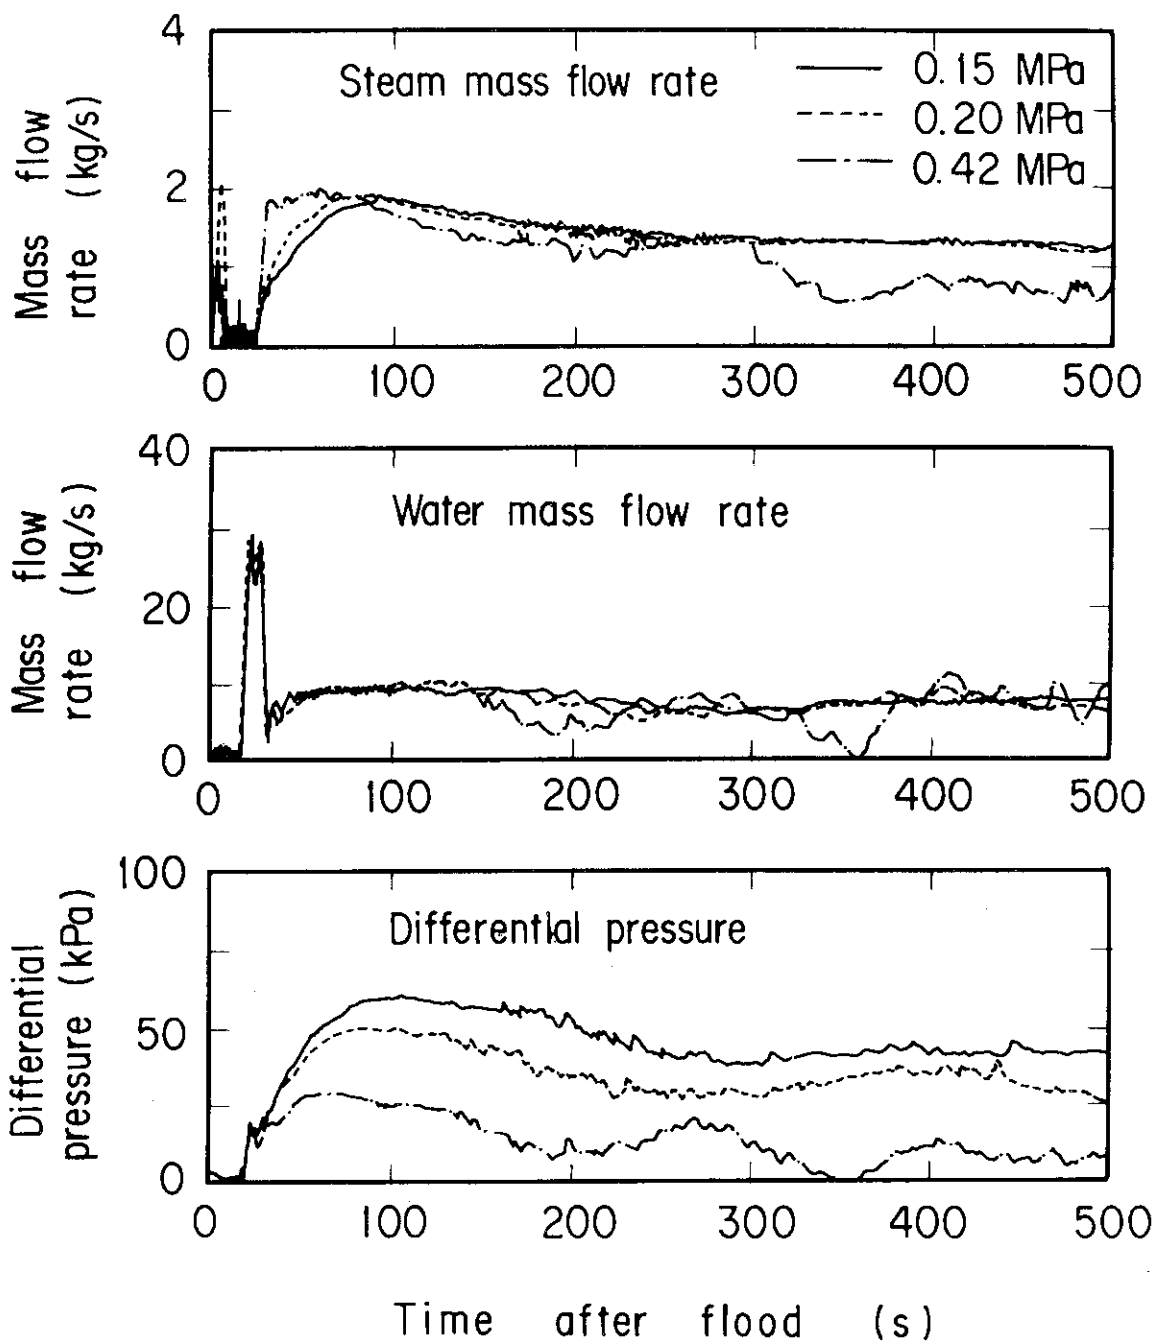 4
Steam mass flow rate
0.15 MPa
0.20 MPa
0.42 MPa
Mass flow
rate (kg/s)
2
0
0 100 200 300 400 500
40
Water mass flow rate
Mass flow
rate (kg/s)
20
0
0 100 200 300 400 500
100
Differential pressure
Differential
pressure (kPa)
50
0
0 100 200 300 400 500
Time after flood (s)